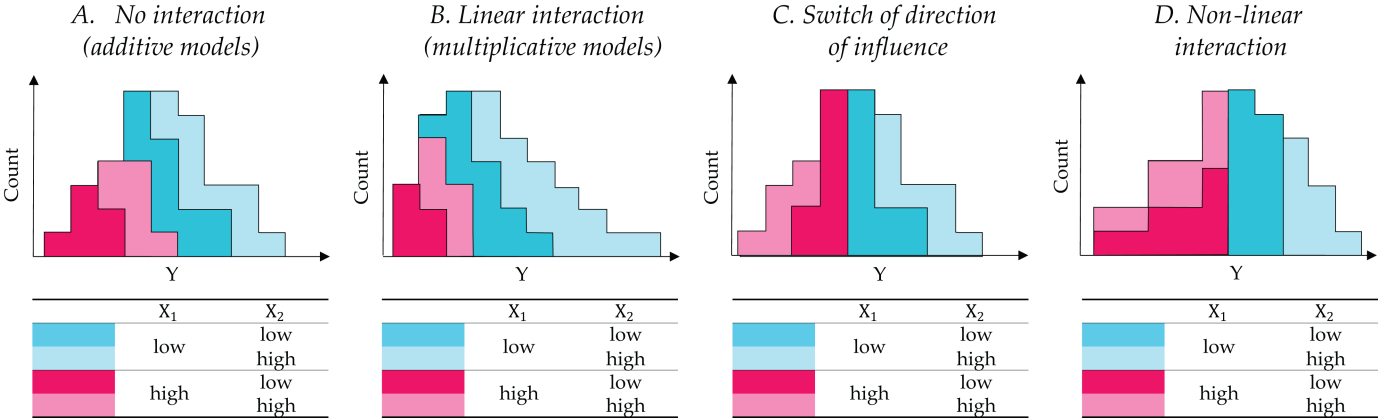 A. No interaction
(additive models)
Count
Y
X₁ X₂
low low
high
high low
high
B. Linear interaction
(multiplicative models)
Count
Y
X₁ X₂
low low
high
high low
high
C. Switch of direction
of influence
Count
Y
X₁ X₂
low low
high
high low
high
D. Non-linear
interaction
Count
Y
X₁ X₂
low low
high
high low
high